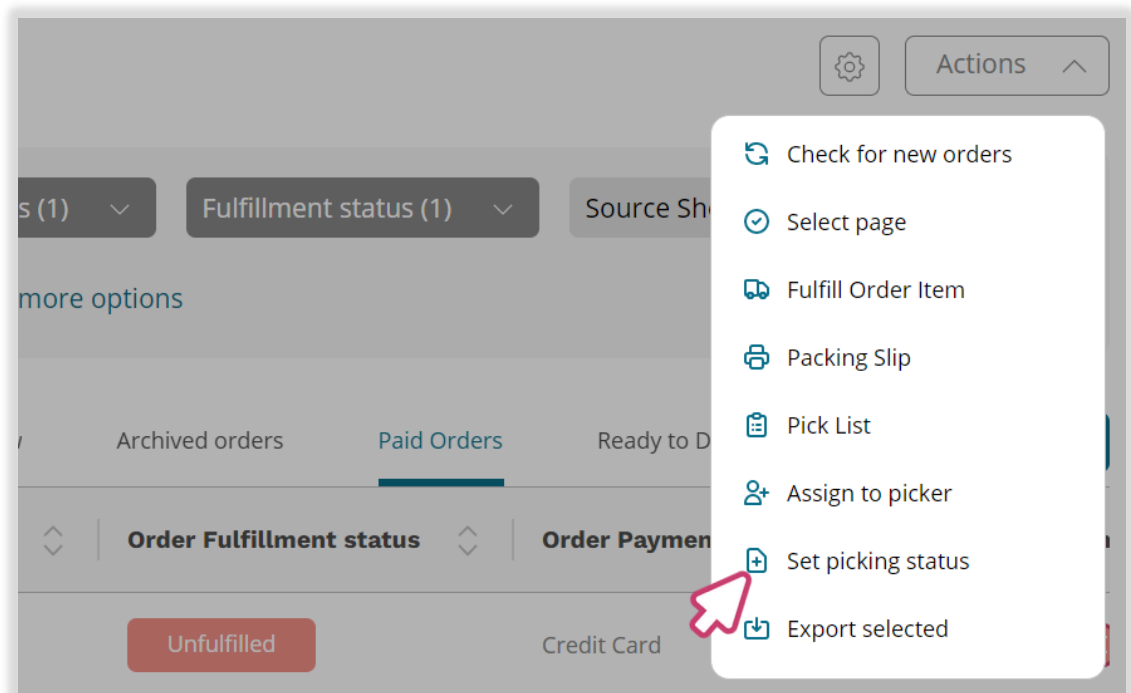 Actions
Check for new orders
s (1)
Fulfillment status (1)
Source Sh
Select page
more options
Fulfill Order Item
Packing Slip
Archived orders
Paid Orders
Ready to D
Pick List
Assign to picker
Order Fulfillment status
Order Paymen
Set picking status
Unfulfilled
Credit Card
Export selected